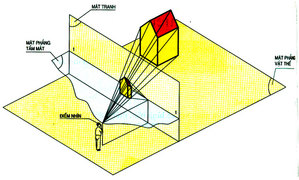 MẶT TRANH
MẶT PHẲNG
TẦM MẮT
MẶT PHẲNG
VẬT THỂ
ĐIỂM NHÌN